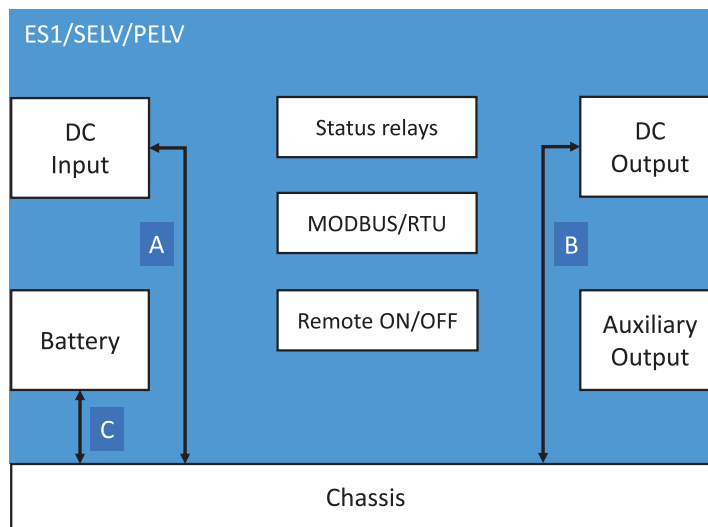 ES1/SELV/PELV
DC
Input
Status relays
DC
Output
MODBUS/RTU
A
B
Battery
Remote ON/OFF
Auxiliary
Output
C
Chassis